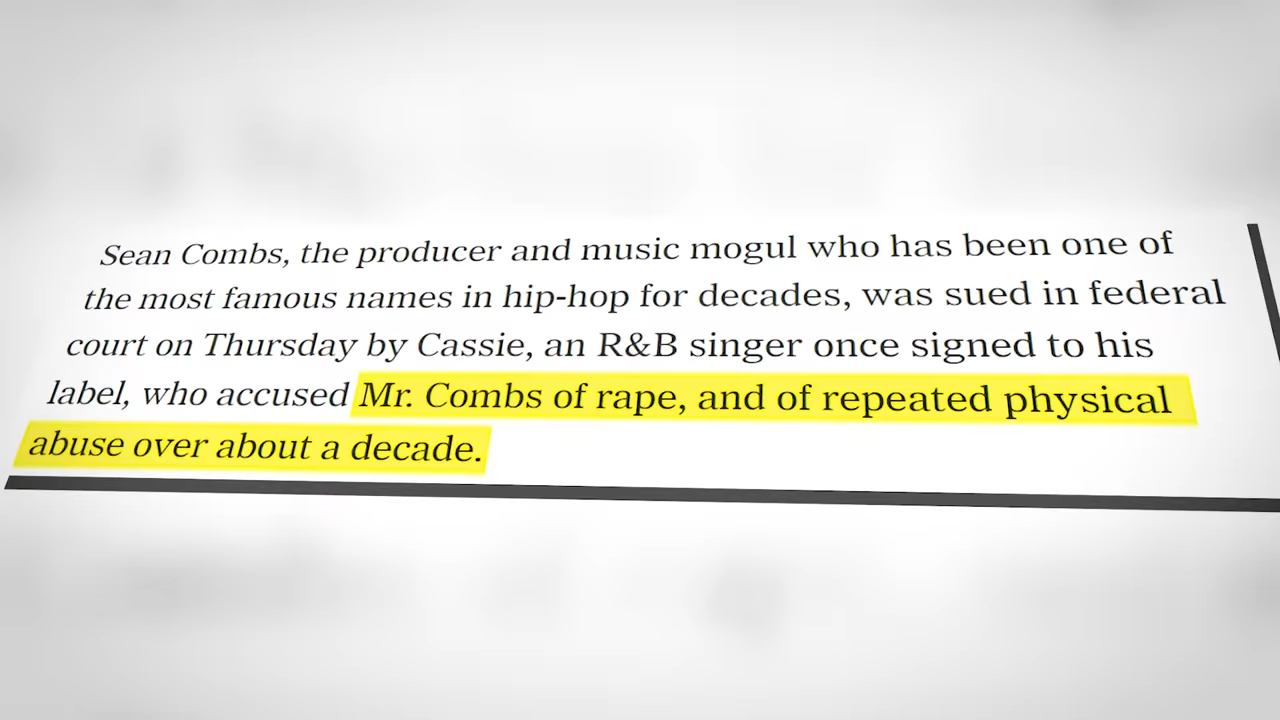 Sean Combs, the producer and music mogul who has been one of
the most famous names in hip-hop for decades, was sued in federal
court on Thursday by Cassie, an R&B singer once signed to his
label, who accused Mr. Combs of rape, and of repeated physical
abuse over about a decade.